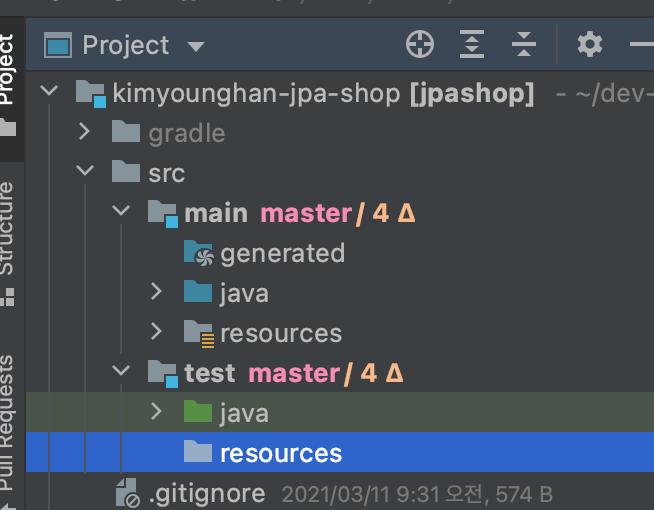 Project
Project
kimyounghan-jpa-shop [jpashop] - ~/dev-
gradle
src
main master / 4 Δ
generated
java
resources
test master / 4 Δ
java
resources
.gitignore 2021/03/11 9:31 오전, 574 B
Structure
Pull Requests